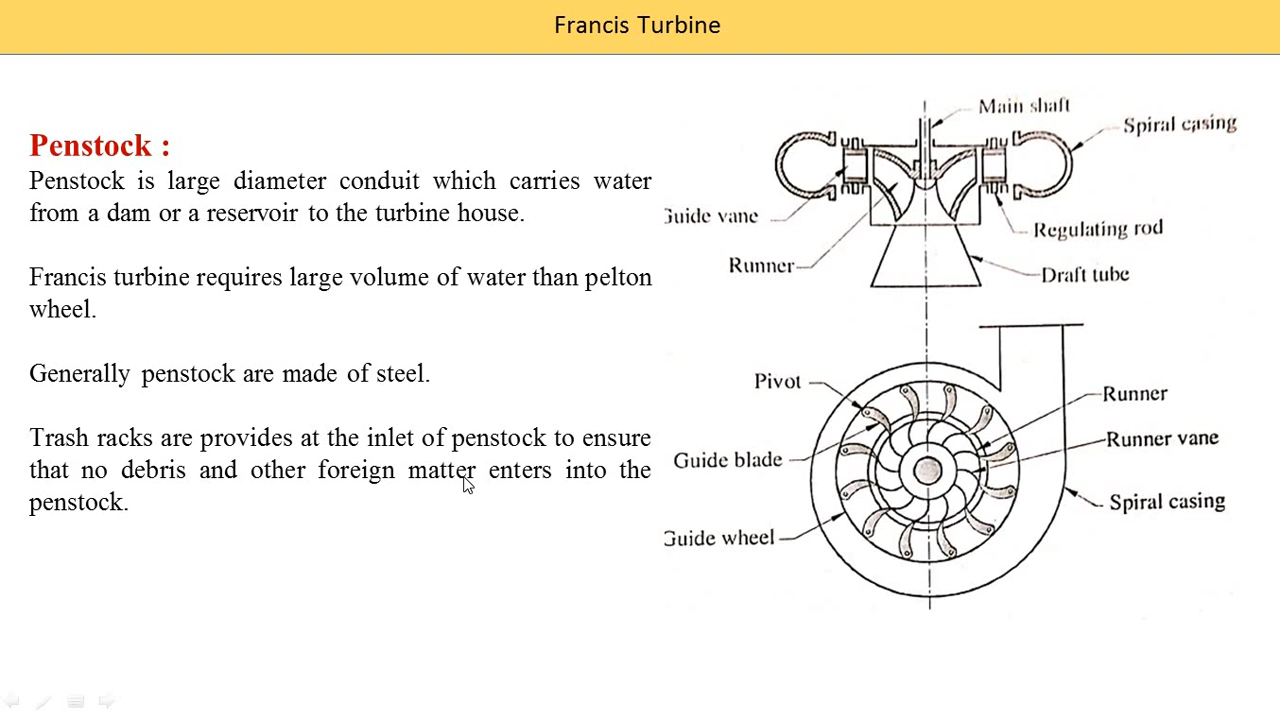 Francis Turbine
Penstock :
Penstock is large diameter conduit which carries water
from a dam or a reservoir to the turbine house.
Francis turbine requires large volume of water than pelton
wheel.
Generally penstock are made of steel.
Trash racks are provides at the inlet of penstock to ensure
that no debris and other foreign matter enters into the
penstock.
Main shaft
Spiral casing
Guide vane
Regulating rod
Runner
Draft tube
Pivot
Runner
Runner vane
Guide blade
Spiral casing
Guide wheel